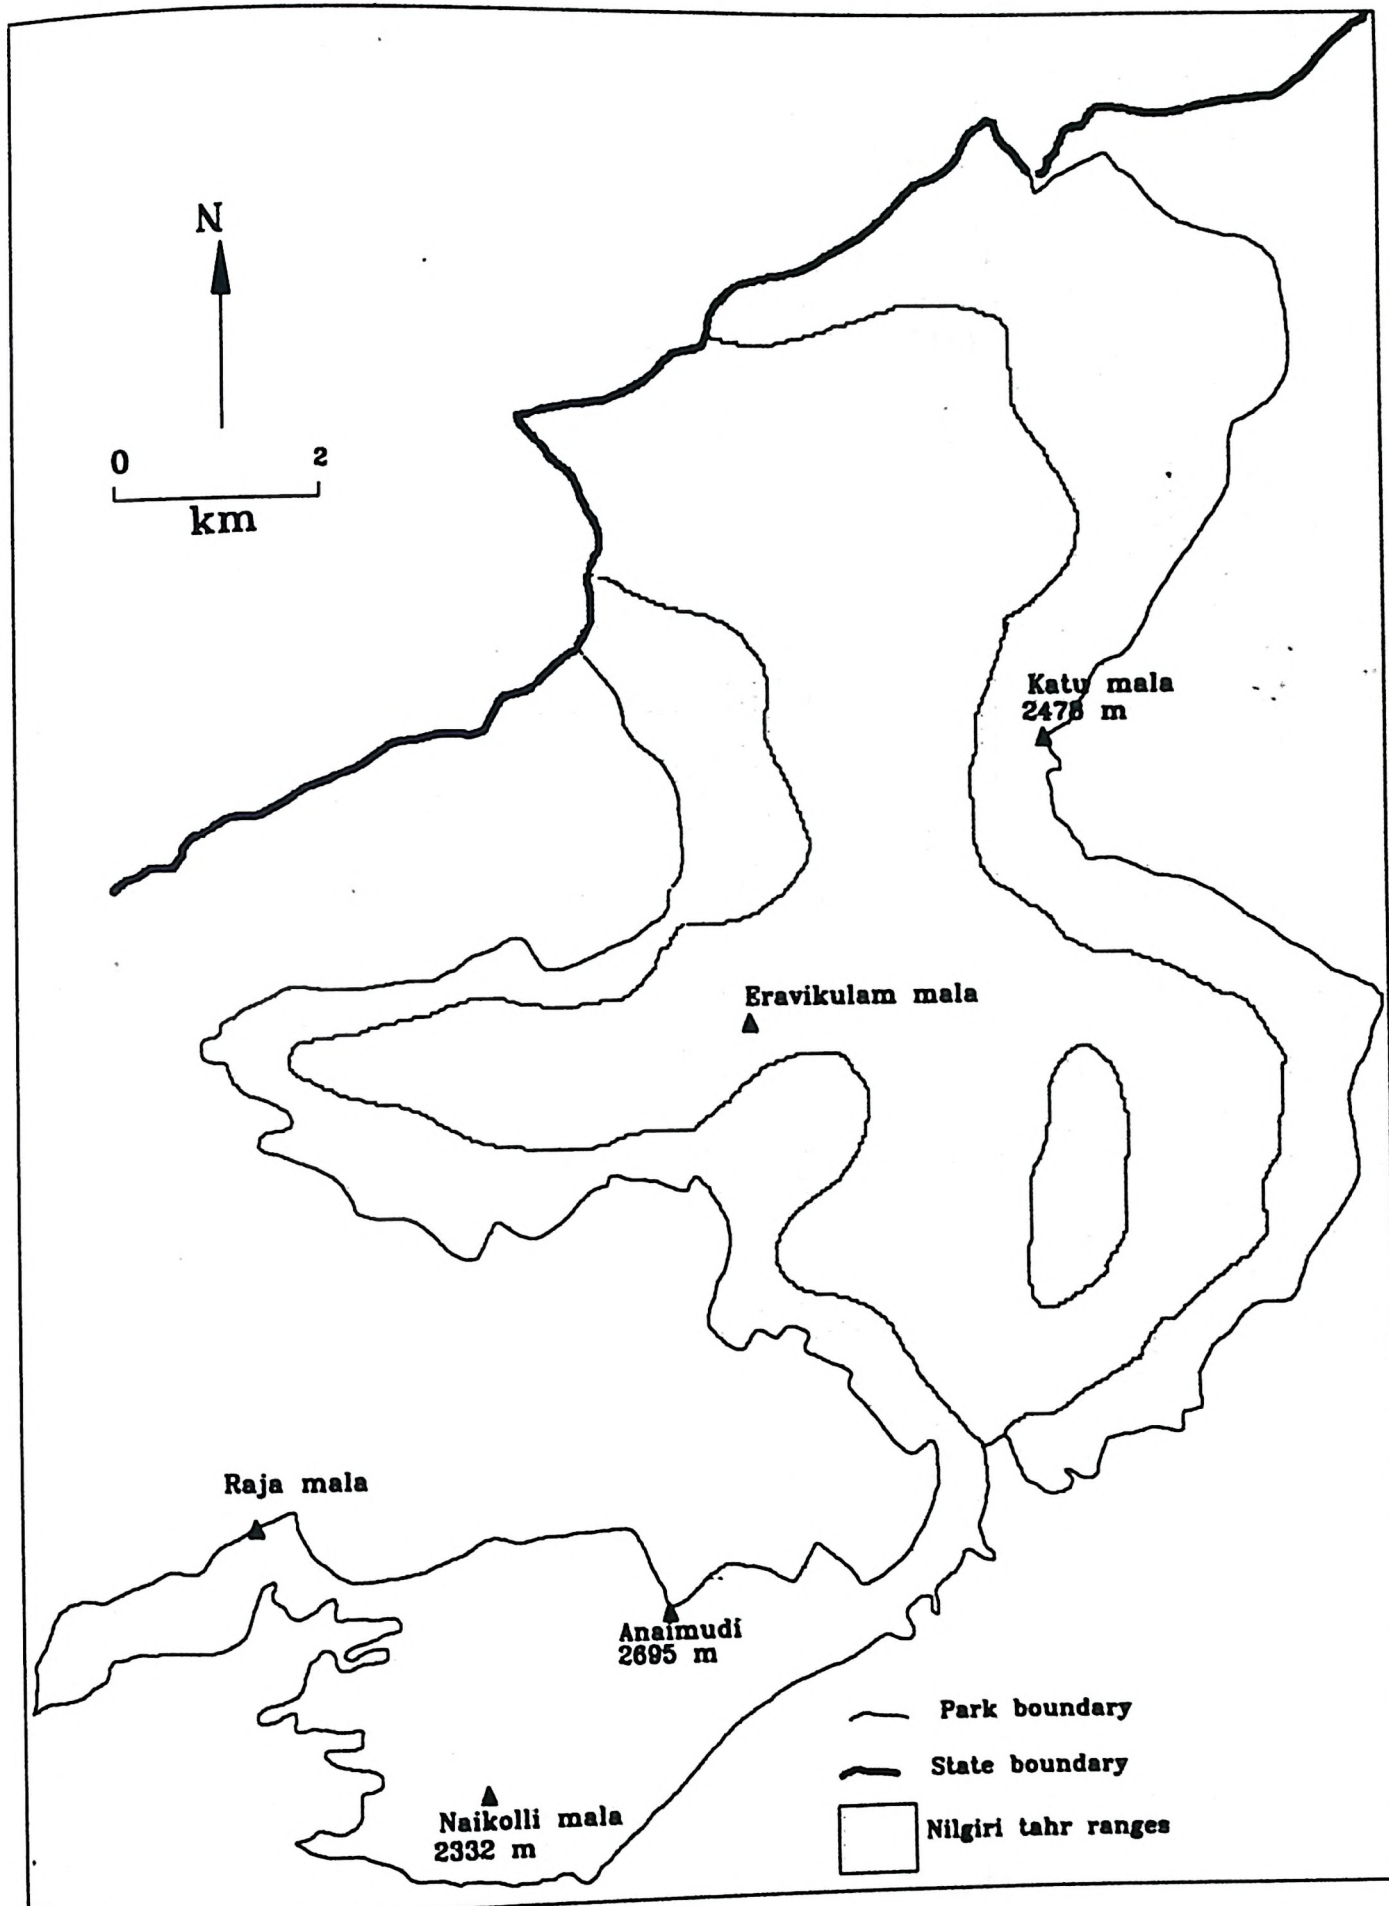 N
0 2
km
Katu mala
2478 m
Eravikulam mala
Raja mala
Anaimudi
2695 m
Park boundary
State boundary
Naikolli mala
2332 m
Nilgiri tahr ranges